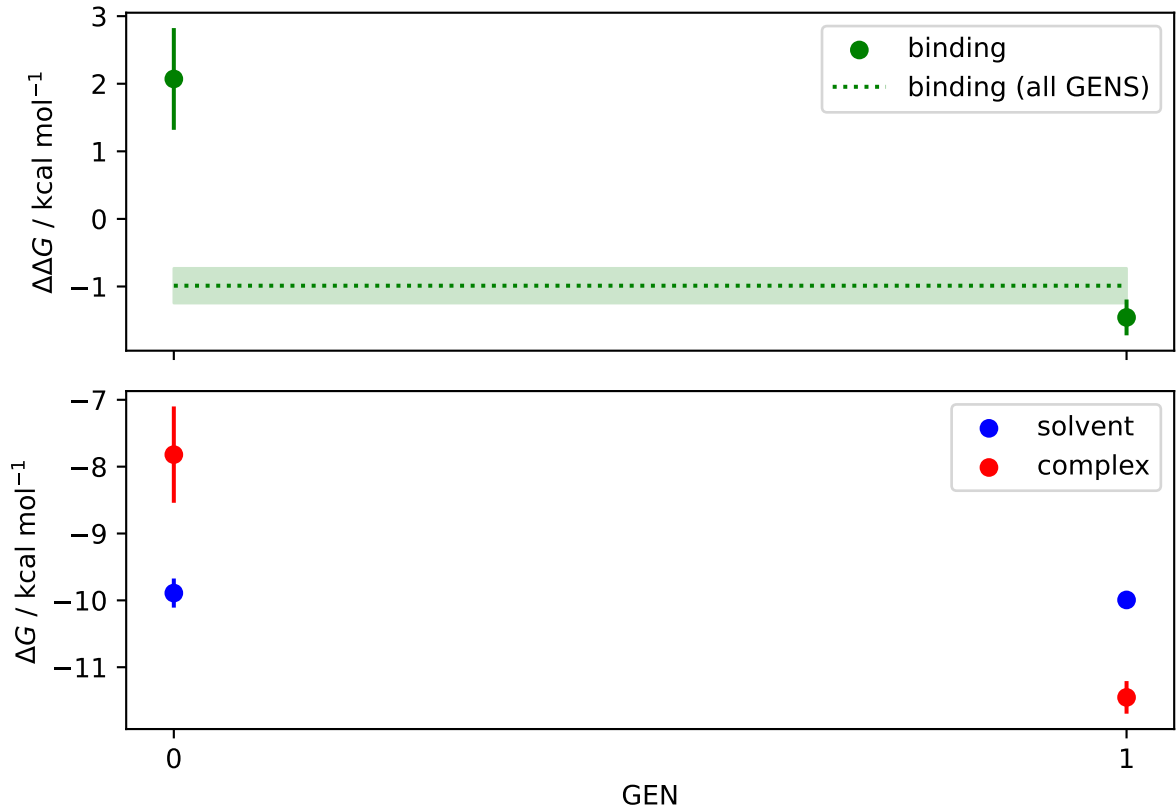 3
2
1
0
−1
ΔΔG / kcal mol⁻¹
binding
binding (all GENS)
−7
−8
−9
−10
−11
ΔG / kcal mol⁻¹
solvent
complex
0
1
GEN